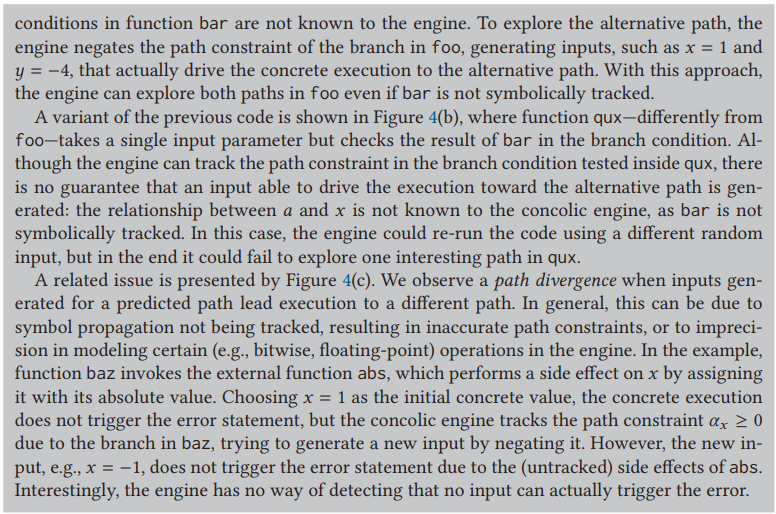 conditions in function bar are not known to the engine. To explore the alternative path, the
engine negates the path constraint of the branch in foo, generating inputs, such as x = 1 and
y = −4, that actually drive the concrete execution to the alternative path. With this approach,
the engine can explore both paths in foo even if bar is not symbolically tracked.
A variant of the previous code is shown in Figure 4(b), where function qux—differently from
foo—takes a single input parameter but checks the result of bar in the branch condition. Al-
though the engine can track the path constraint in the branch condition tested inside qux, there
is no guarantee that an input able to drive the execution toward the alternative path is gen-
erated: the relationship between a and x is not known to the concolic engine, as bar is not
symbolically tracked. In this case, the engine could re-run the code using a different random
input, but in the end it could fail to explore one interesting path in qux.
A related issue is presented by Figure 4(c). We observe a path divergence when inputs gen-
erated for a predicted path lead execution to a different path. In general, this can be due to
symbol propagation not being tracked, resulting in inaccurate path constraints, or to impreci-
sion in modeling certain (e.g., bitwise, floating-point) operations in the engine. In the example,
function baz invokes the external function abs, which performs a side effect on x by assigning
it with its absolute value. Choosing x = 1 as the initial concrete value, the concrete execution
does not trigger the error statement, but the concolic engine tracks the path constraint αₓ ≥ 0
due to the branch in baz, trying to generate a new input by negating it. However, the new in-
put, e.g., x = −1, does not trigger the error statement due to the (untracked) side effects of abs.
Interestingly, the engine has no way of detecting that no input can actually trigger the error.